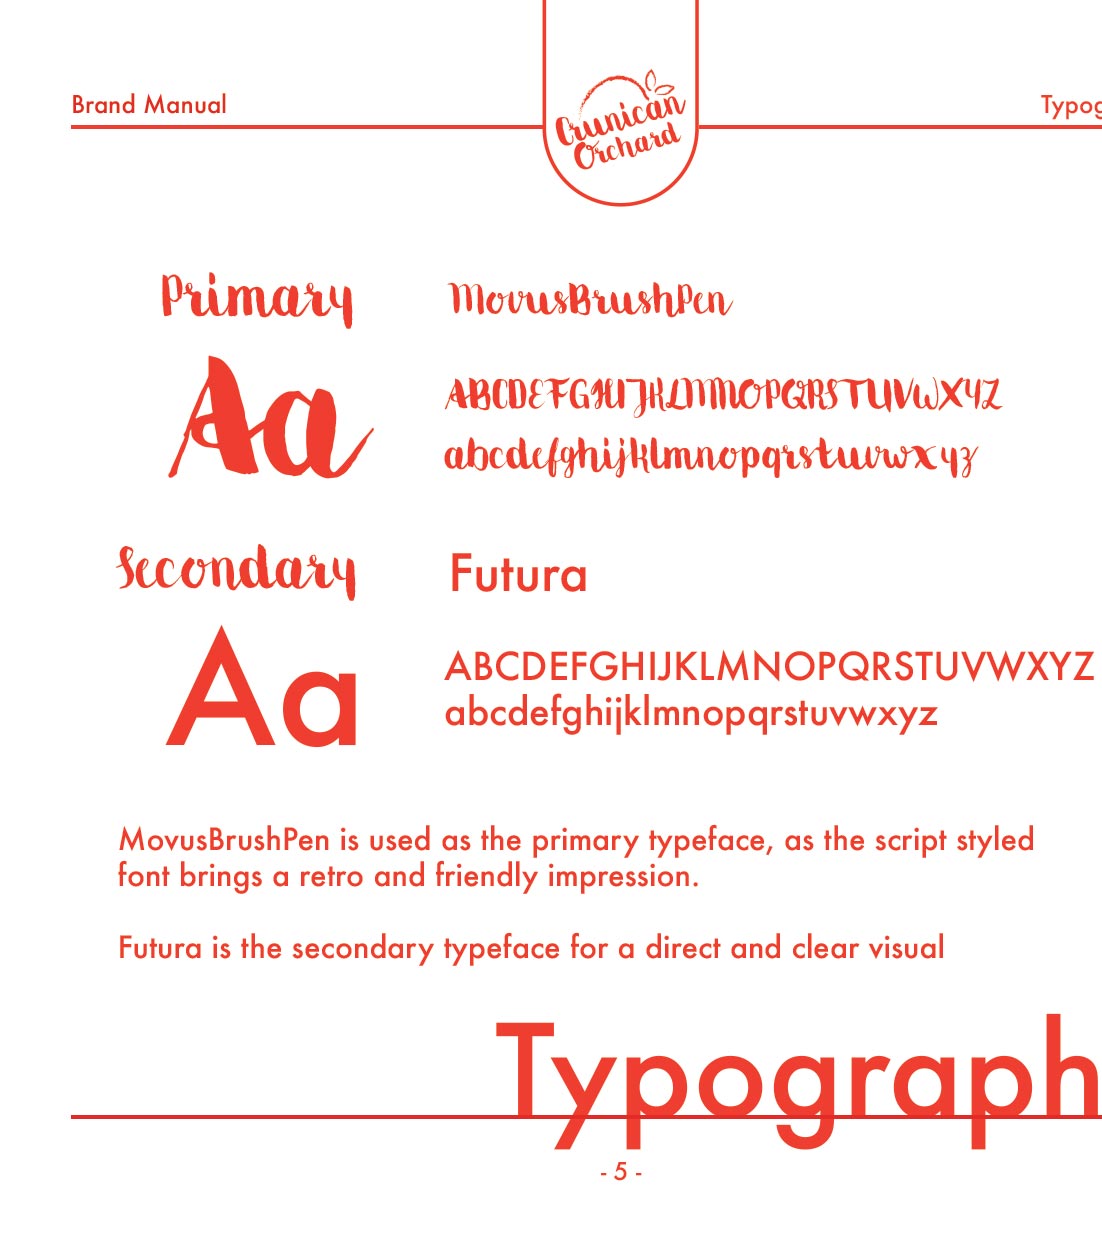 Brand Manual
Typog
Crunican
Orchard
Primary
MovusBrushPen
Aa
ABCDEFGHIJKLMNOPQRSTUVWXYZ
abcdefghijklmnopqrstuvwxyz
Secondary
Futura
Aa
ABCDEFGHIJKLMNOPQRSTUVWXYZ
abcdefghijklmnopqrstuvwxyz
MovusBrushPen is used as the primary typeface, as the script styled
font brings a retro and friendly impression.
Futura is the secondary typeface for a direct and clear visual
Typograph
- 5 -